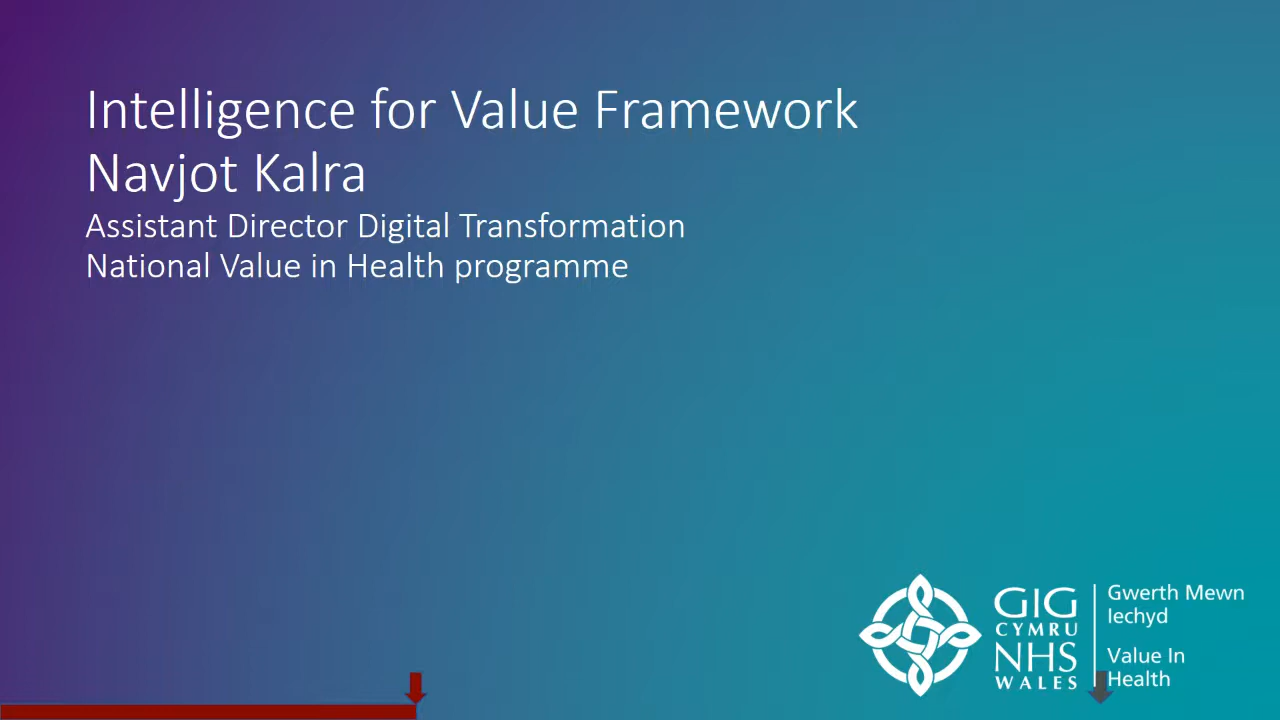 Intelligence for Value Framework
Navjot Kalra
Assistant Director Digital Transformation
National Value in Health programme
GIG
CYMRU
NHS
WALES
Gwerth Mewn
Iechyd
Value In
Health